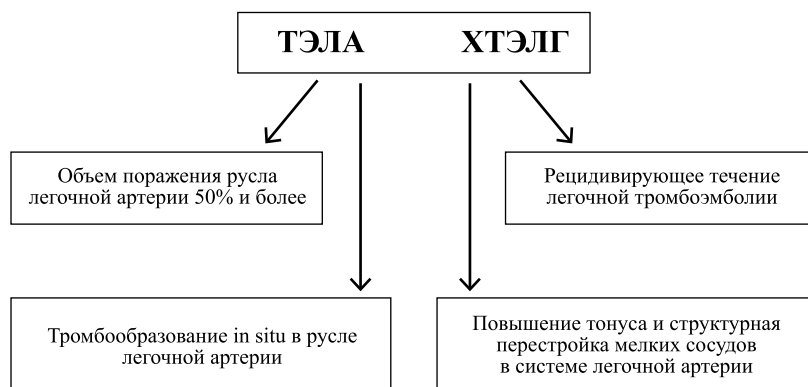 ТЭЛА ХТЭЛГ
Объем поражения русла
легочной артерии 50% и более
Рецидивирующее течение
легочной тромбоэмболии
Тромбообразование in situ в русле
легочной артерии
Повышение тонуса и структурная
перестройка мелких сосудов
в системе легочной артерии